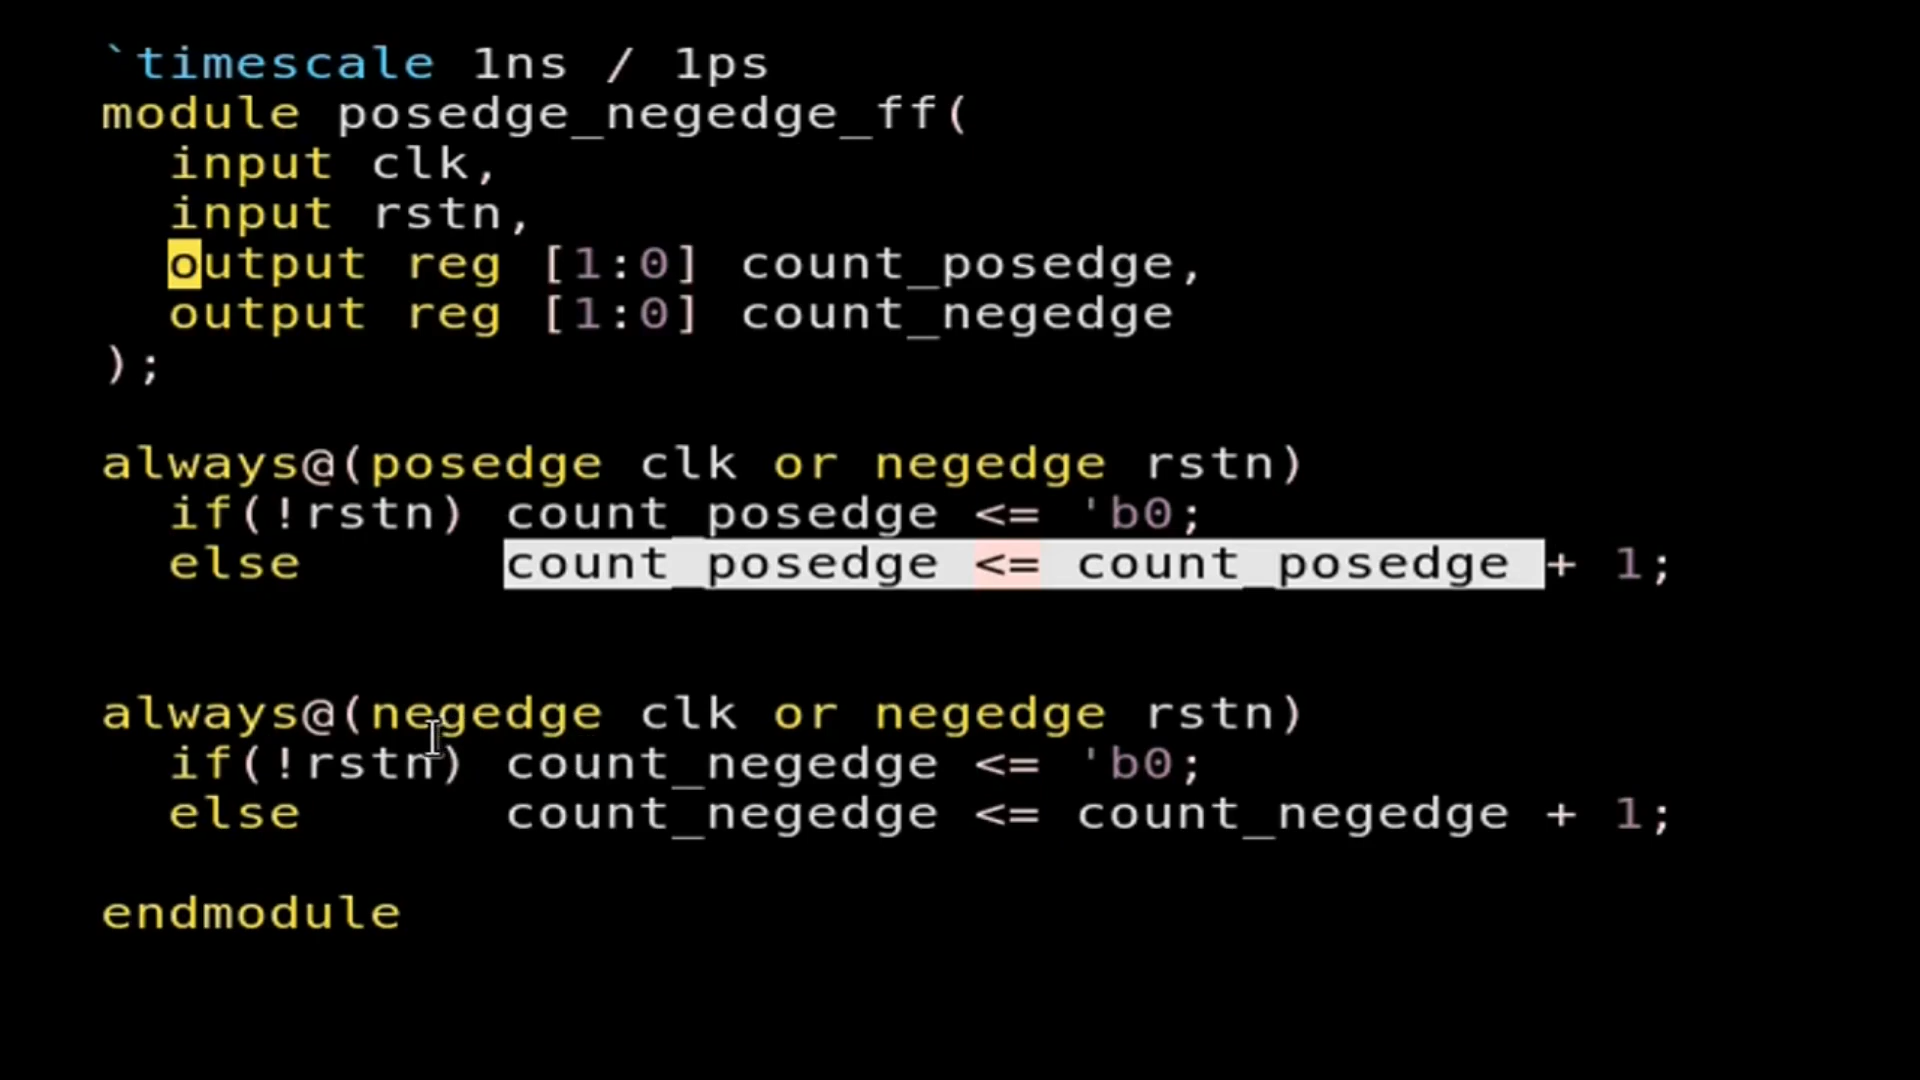 `timescale 1ns / 1ps
module posedge_negedge_ff(
input clk,
input rstn,
output reg [1:0] count_posedge,
output reg [1:0] count_negedge
);
always@(posedge clk or negedge rstn)
if(!rstn) count_posedge <= 'b0;
else count_posedge <= count_posedge + 1;
always@(negedge clk or negedge rstn)
if(!rstn) count_negedge <= 'b0;
else count_negedge <= count_negedge + 1;
endmodule